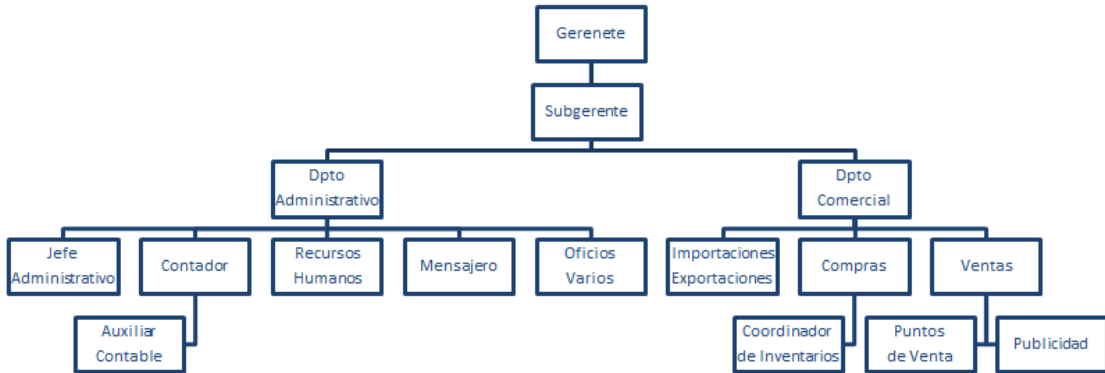 Gerenete
Subgerente
Dpto
Administrativo
Dpto
Comercial
Jefe
Administrativo
Contador
Recursos
Humanos
Mensajero
Oficios
Varios
Importaciones
Exportaciones
Compras
Ventas
Auxiliar
Contable
Coordinador
de Inventarios
Puntos
de Venta
Publicidad